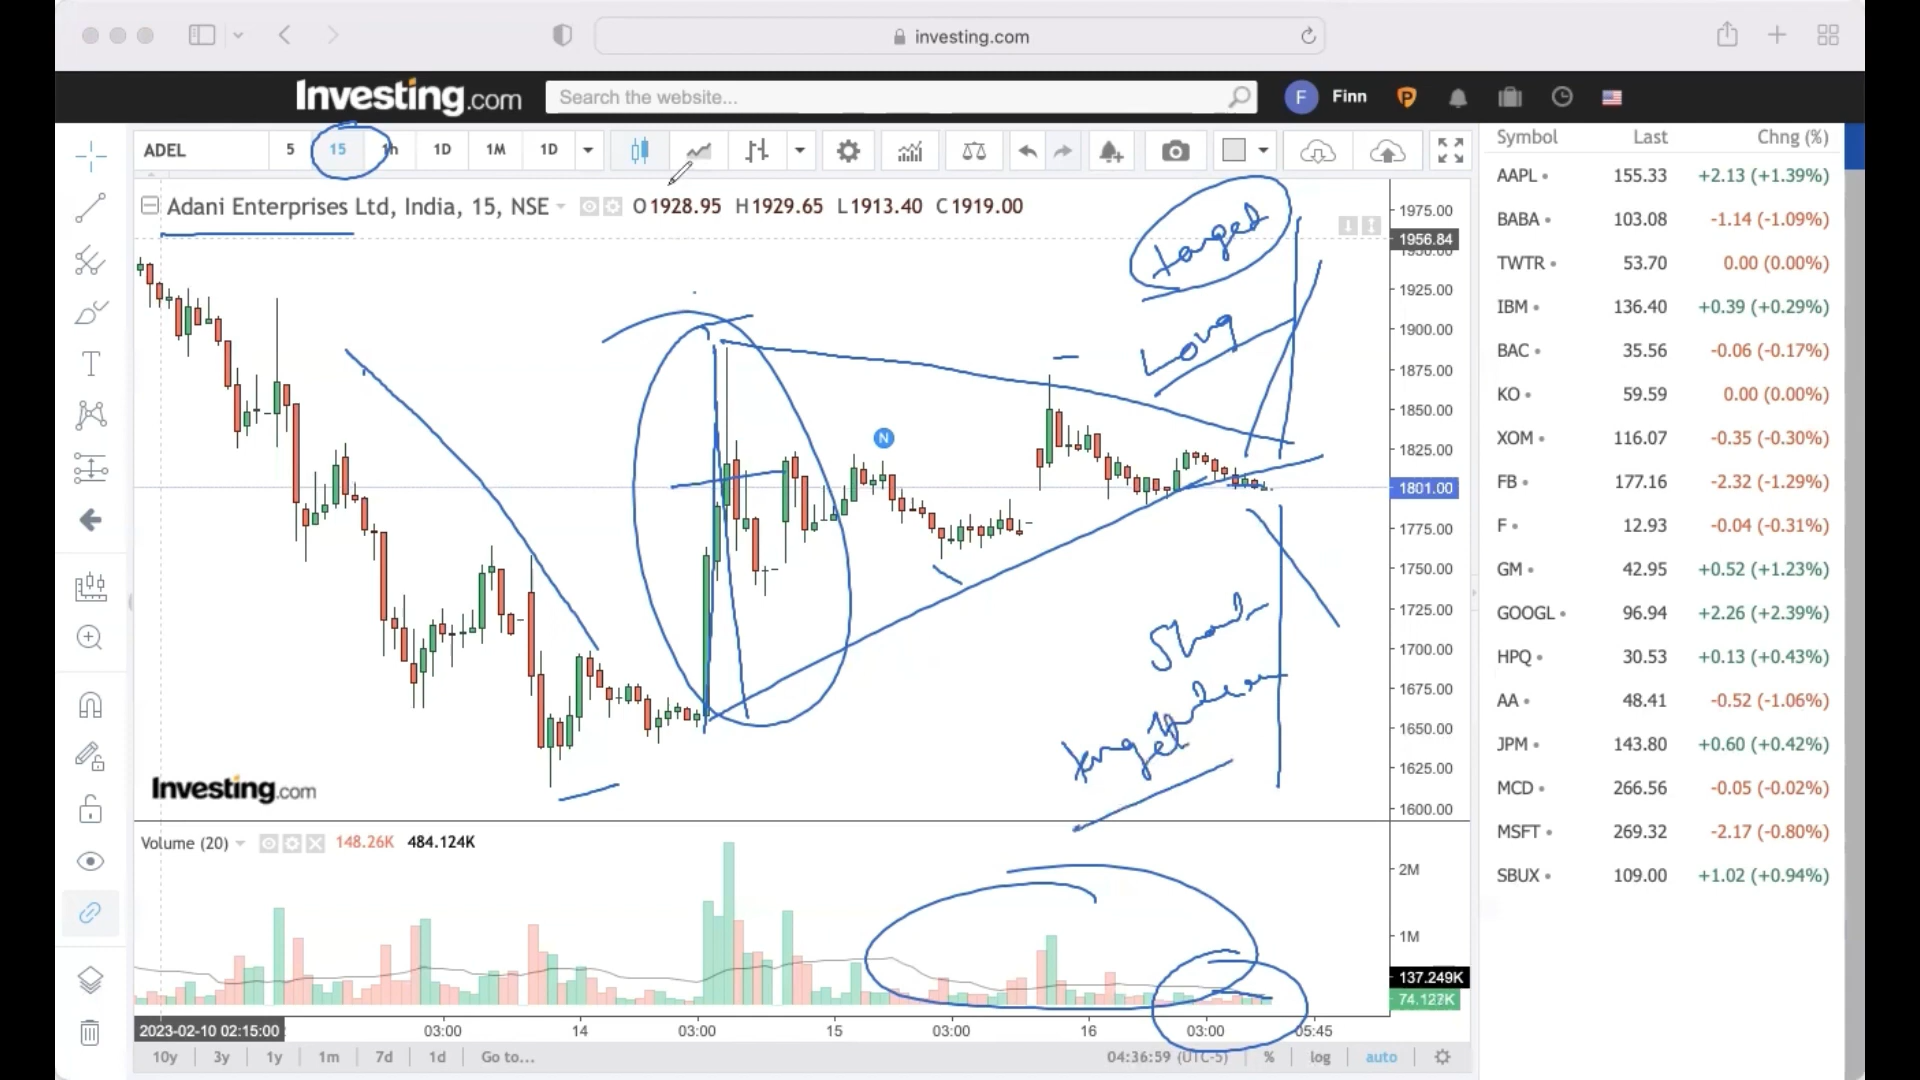 investing.com
Investing.com
Search the website...
F
Finn
P
ADEL
5
15
1h
1D
1M
1D
Adani Enterprises Ltd, India, 15, NSE
O1928.95 H1929.65 L1913.40 C1919.00
Symbol Last Chng (%)
AAPL 155.33 +2.13 (+1.39%)
BABA 103.08 -1.14 (-1.09%)
TWTR 53.70 0.00 (0.00%)
IBM 136.40 +0.39 (+0.29%)
BAC 35.56 -0.06 (-0.17%)
KO 59.59 0.00 (0.00%)
XOM 116.07 -0.35 (-0.30%)
FB 177.16 -2.32 (-1.29%)
F 12.93 -0.04 (-0.31%)
GM 42.95 +0.52 (+1.23%)
GOOGL 96.94 +2.26 (+2.39%)
HPQ 30.53 +0.13 (+0.43%)
AA 48.41 -0.52 (-1.06%)
JPM 143.80 +0.60 (+0.42%)
MCD 266.56 -0.05 (-0.02%)
MSFT 269.32 -2.17 (-0.80%)
SBUX 109.00 +1.02 (+0.94%)
1975.00
1956.84
1925.00
1900.00
1875.00
1850.00
1825.00
1801.00
1775.00
1750.00
1725.00
1700.00
1675.00
1650.00
1625.00
1600.00
Long
N
T
Investing.com
Volume (20) 148.26K 484.124K
2M
1M
137.249K
2023-02-10 02:15:00
03:00
14
03:00
15
03:00
16
03:00
05:45
10y
3y
1y
1m
7d
1d
Go to...
04:36:59 (UTC-5)
%
log
auto